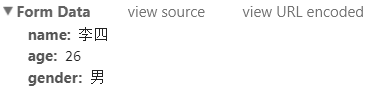 Form Data view source view URL encoded
name: 李四
age: 26
gender: 男